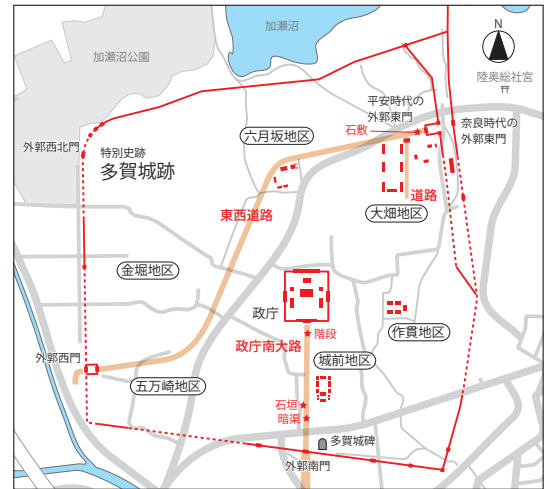 加瀬沼
加瀬沼公園
N
陸奥総社宮
平安時代の
外郭東門
石敷
奈良時代の
外郭東門
六月坂地区
外郭西北門
特別史跡
多賀城跡
道路
大畑地区
東西道路
金堀地区
政庁
階段
作貫地区
政庁南大路
城前地区
外郭西門
五万崎地区
石垣
暗渠
多賀城碑
外郭南門